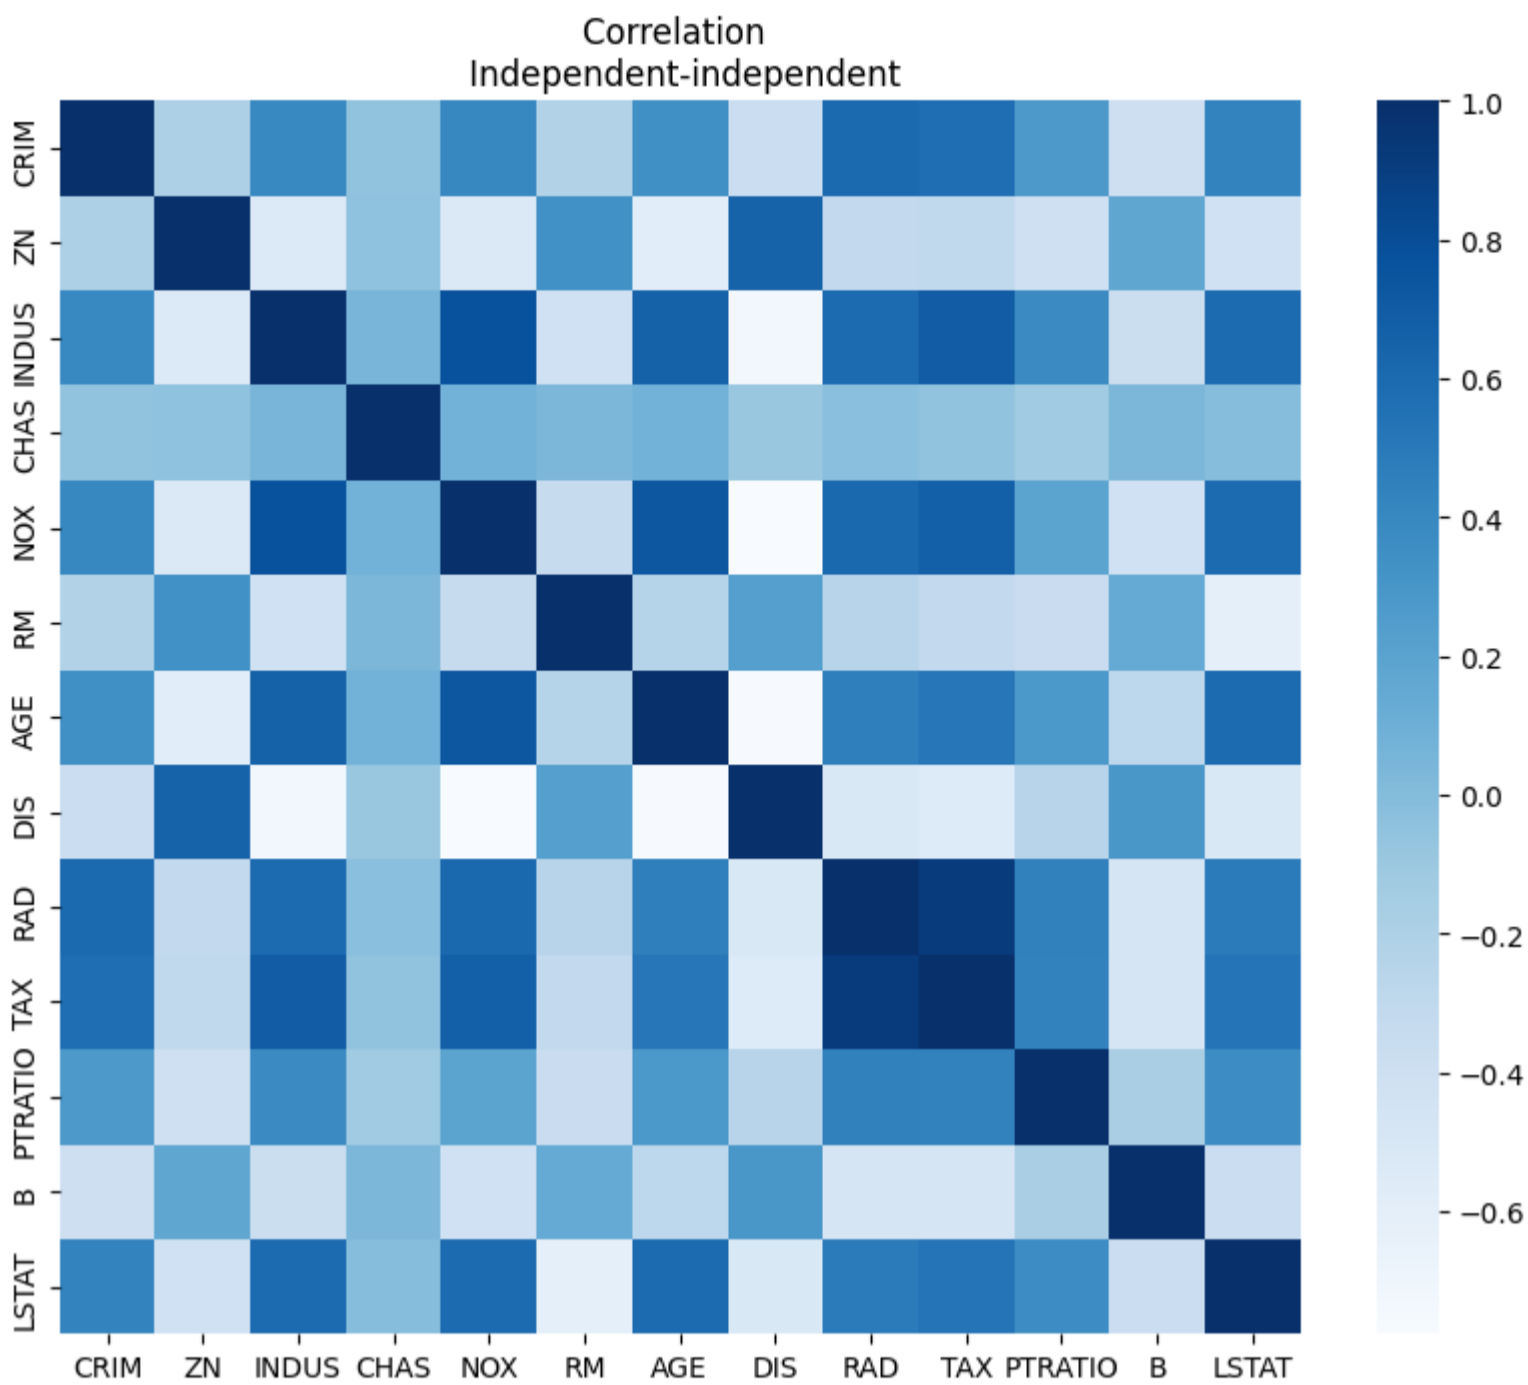 Correlation
Independent-independent
CRIM
ZN
INDUS
CHAS
NOX
RM
AGE
DIS
RAD
TAX
PTRATIO
B
LSTAT
CRIM ZN INDUS CHAS NOX RM AGE DIS RAD TAX PTRATIO B LSTAT
1.0
0.8
0.6
0.4
0.2
0.0
−0.2
−0.4
−0.6